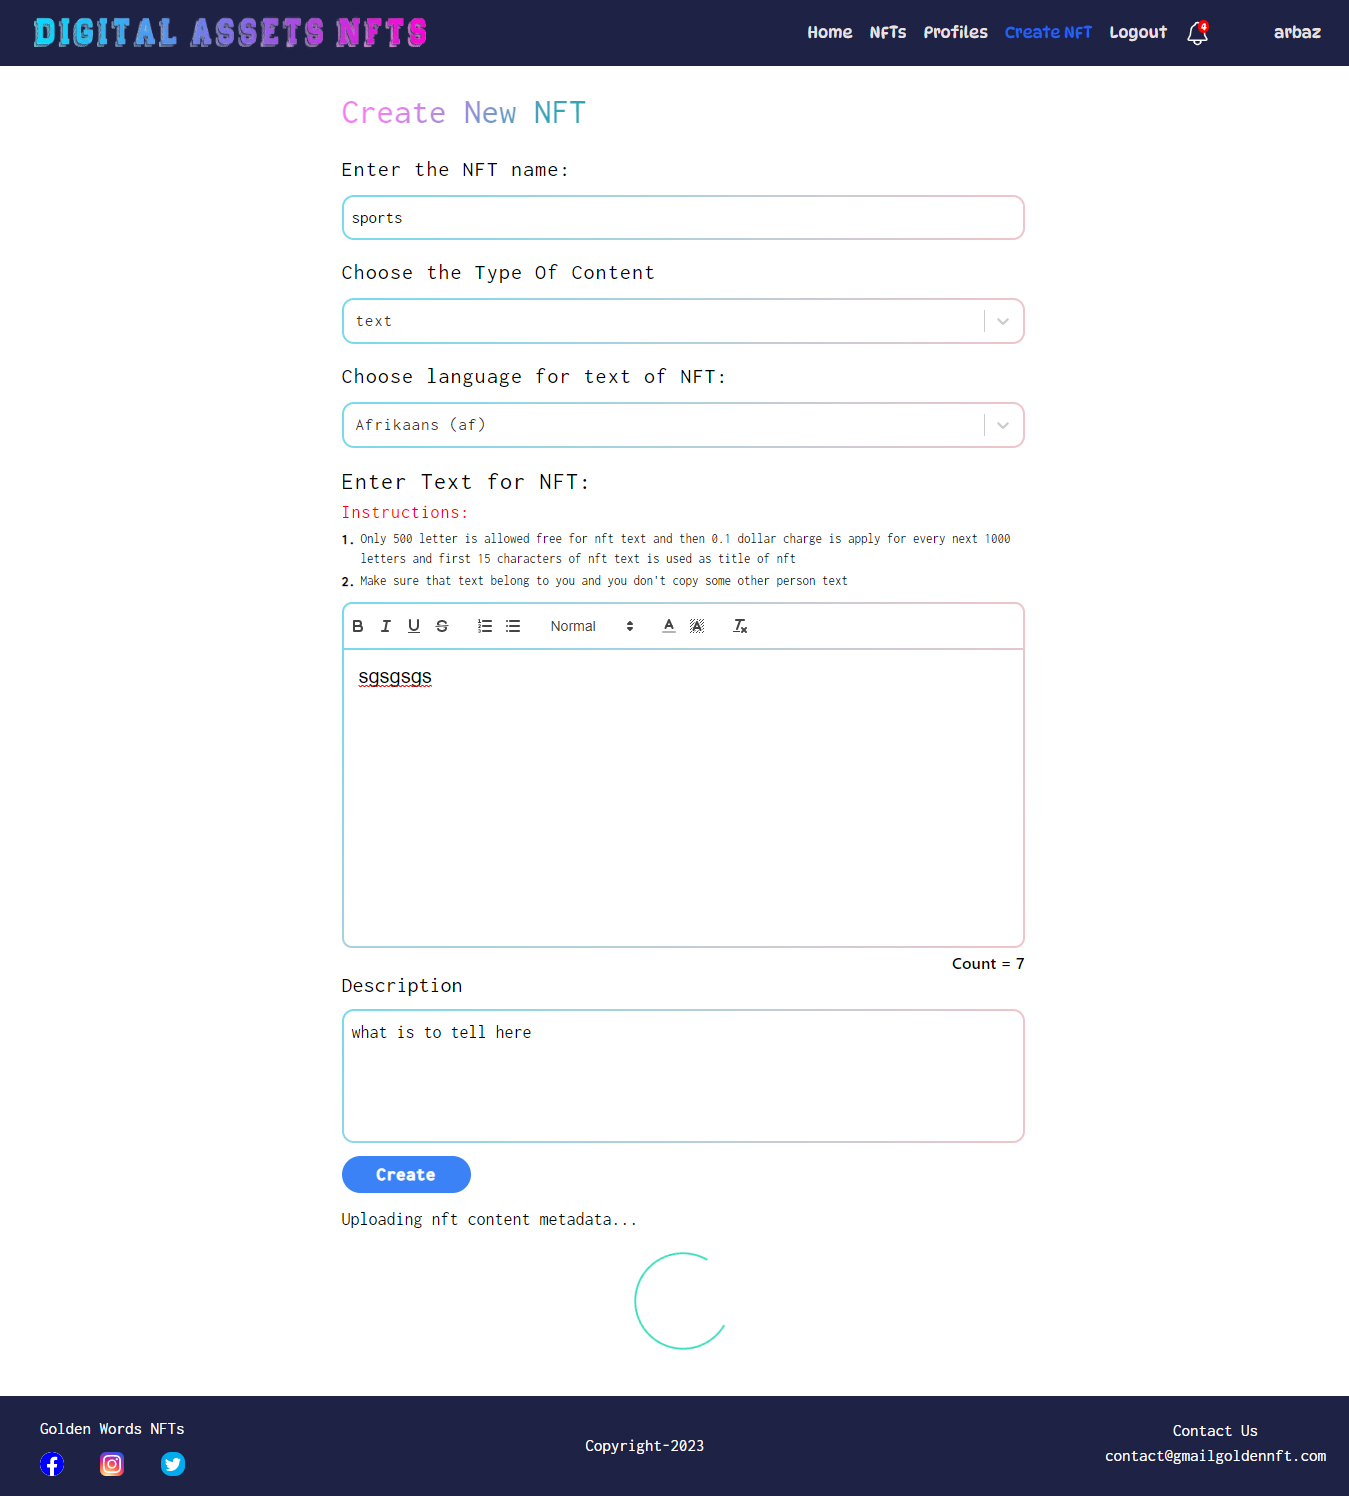 DIGITAL ASSETS NFTS
Home NFTs Profiles Create NFT Logout 4 arbaz
Create New NFT
Enter the NFT name:
sports
Choose the Type Of Content
text
Choose language for text of NFT:
Afrikaans (af)
Enter Text for NFT:
Instructions:
1. Only 500 letter is allowed free for nft text and then 0.1 dollar charge is apply for every next 1000
letters and first 15 characters of nft text is used as title of nft
2. Make sure that text belong to you and you don't copy some other person text
B I U S Normal A A Tx
sgsgsgs
Count = 7
Description
what is to tell here
Create
Uploading nft content metadata...
Golden Words NFTs
Copyright-2023
Contact Us
contact@gmailgoldennft.com